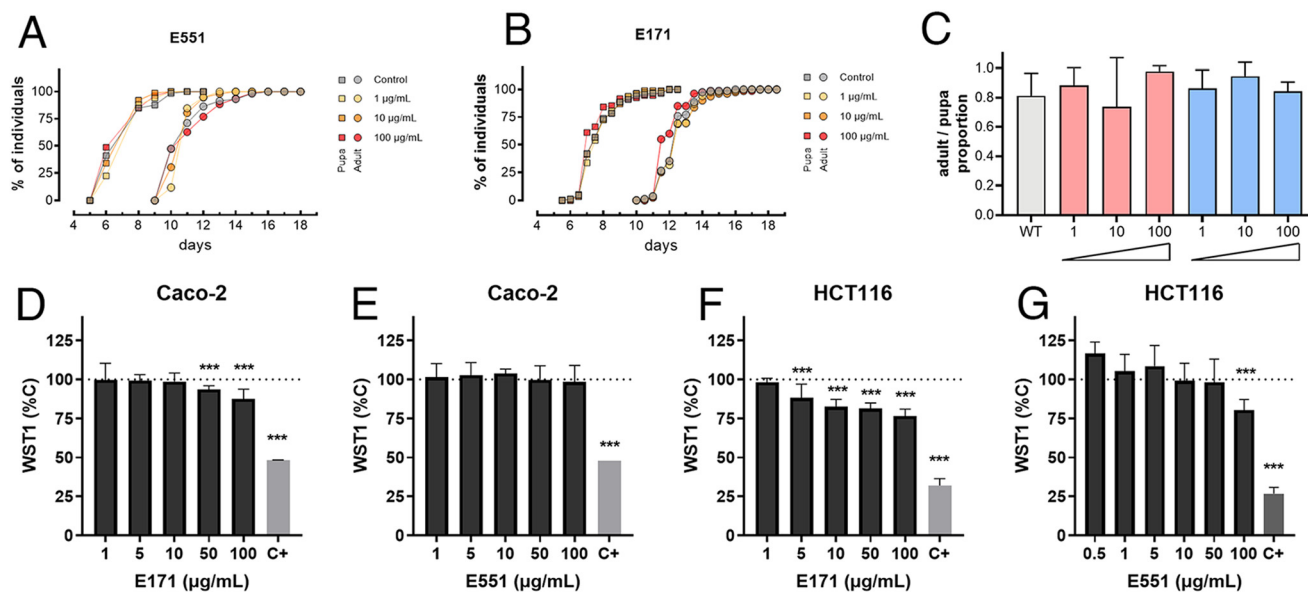 A
E551
% of individuals
100
75
50
25
0
4 6 8 10 12 14 16 18
days
Control
1 µg/mL
10 µg/mL
100 µg/mL
Pupa
Adult
B
E171
% of individuals
100
75
50
25
0
4 6 8 10 12 14 16 18
days
Control
1 µg/mL
10 µg/mL
100 µg/mL
Pupa
Adult
C
adult / pupa
proportion
1.0
0.8
0.6
0.4
0.2
0.0
WT 1 10 100 1 10 100
D
Caco-2
WST1 (%C)
125
100
75
50
25
0
*** *** ***
1 5 10 50 100 C+
E171 (µg/mL)
E
Caco-2
WST1 (%C)
125
100
75
50
25
0
***
1 5 10 50 100 C+
E551 (µg/mL)
F
HCT116
WST1 (%C)
125
100
75
50
25
0
*** *** *** *** ***
1 5 10 50 100 C+
E171 (µg/mL)
G
HCT116
WST1 (%C)
125
100
75
50
25
0
*** ***
0.5 1 5 10 50 100 C+
E551 (µg/mL)